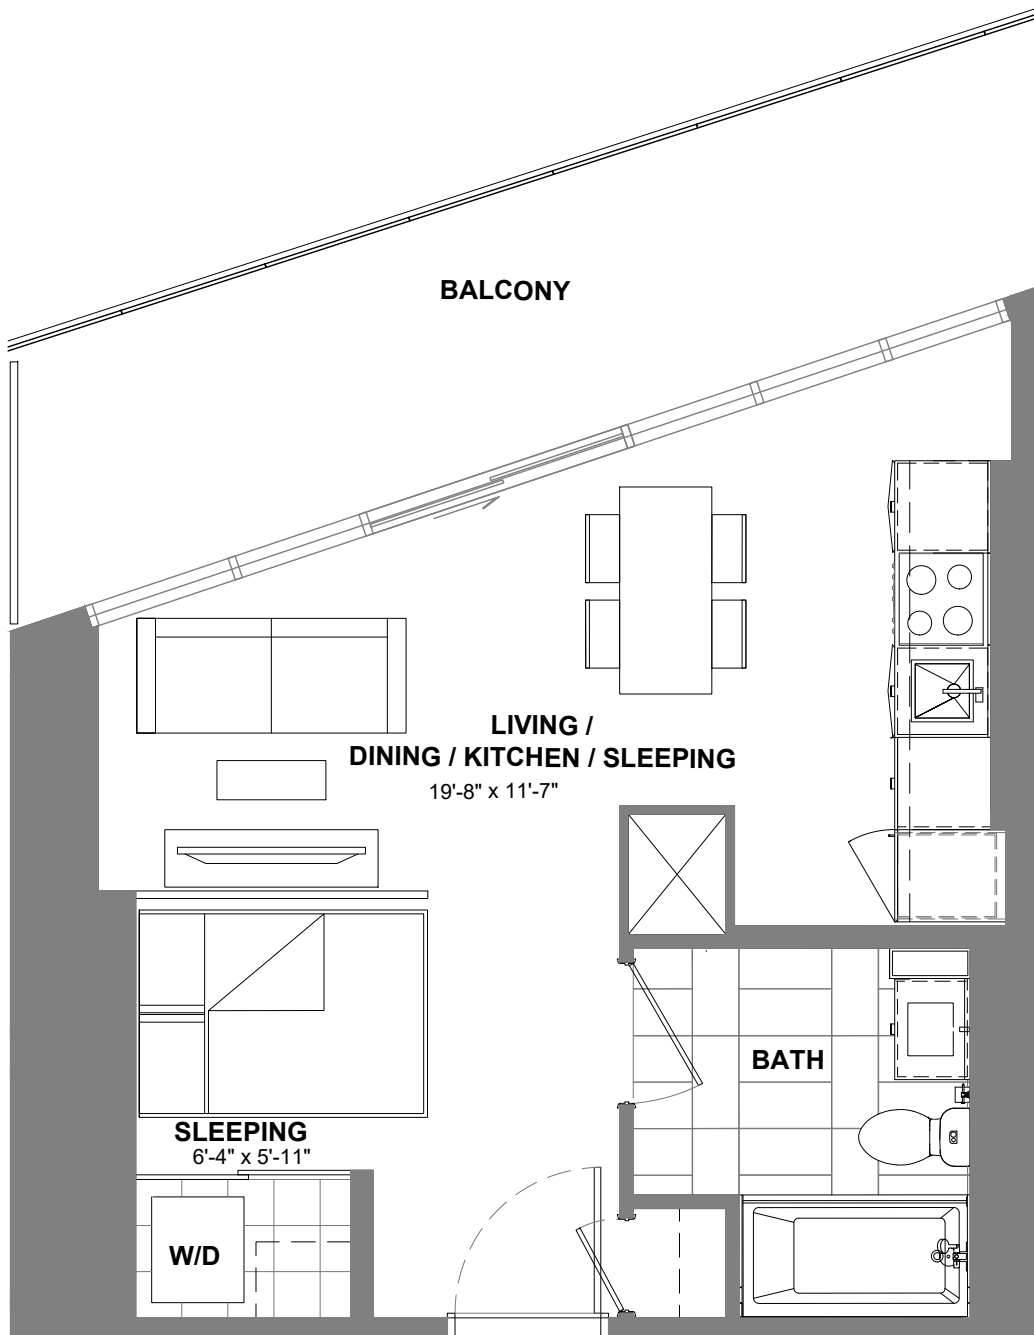 BALCONY
LIVING /
DINING / KITCHEN / SLEEPING
19'-8" x 11'-7"
BATH
SLEEPING
6'-4" x 5'-11"
W/D